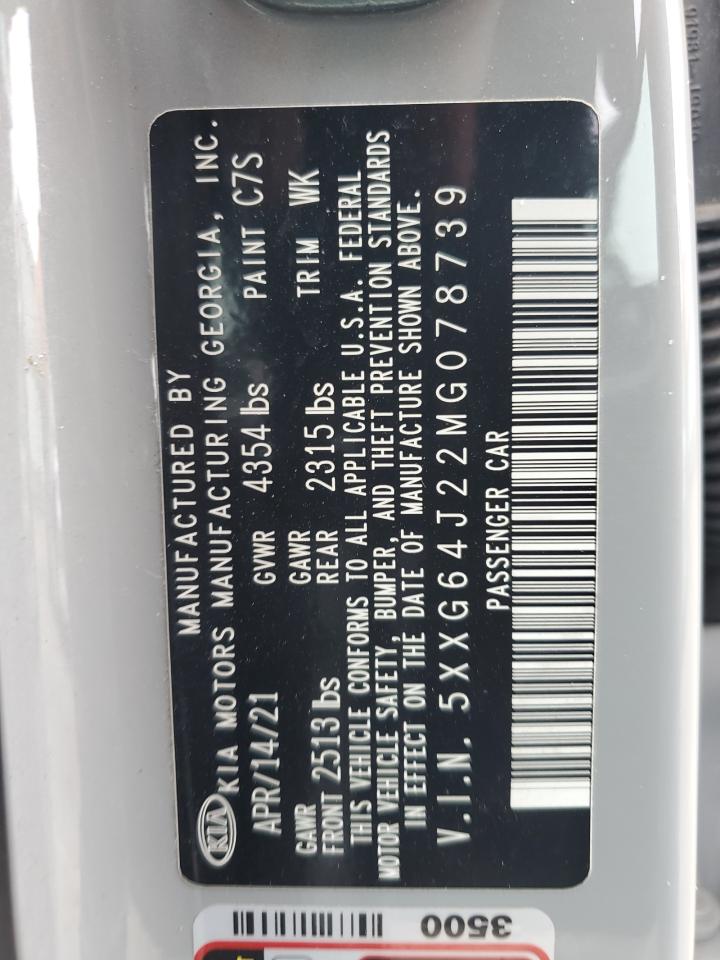 MANUFACTURED BY
KIA KIA MOTORS MANUFACTURING GEORGIA, INC.
APR/14/21 GVWR 4354 lbs PAINT C7S
GAWR GAWR
FRONT 2513 lbs REAR 2315 lbs TRIM WK
THIS VEHICLE CONFORMS TO ALL APPLICABLE U.S.A. FEDERAL
MOTOR VEHICLE SAFETY, BUMPER, AND THEFT PREVENTION STANDARDS
IN EFFECT ON THE DATE OF MANUFACTURE SHOWN ABOVE.
V.I.N. 5XXG64J22MG078739
PASSENGER CAR
3500